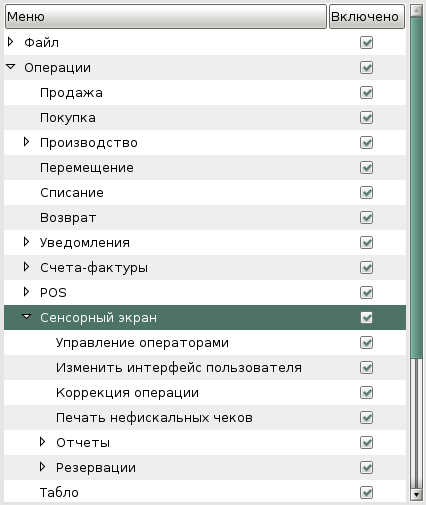 Меню Включено
Файл
Операции
Продажа
Покупка
Производство
Перемещение
Списание
Возврат
Уведомления
Счета-фактуры
POS
Сенсорный экран
Управление операторами
Изменить интерфейс пользователя
Коррекция операции
Печать нефискальных чеков
Отчеты
Резервации
Табло